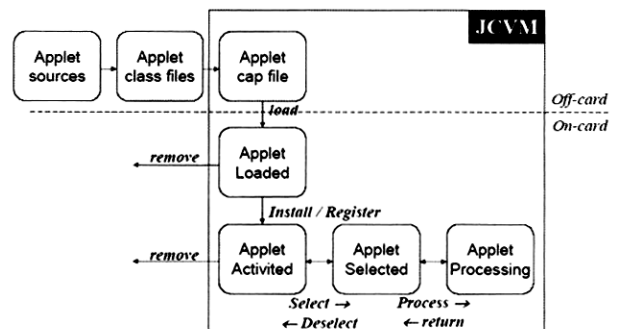 JCVM
Applet
sources
Applet
class files
Applet
cap file
Off-card
load
On-card
remove
Applet
Loaded
Install / Register
remove
Applet
Activited
Applet
Selected
Applet
Processing
Select →
Process →
← Deselect
← return